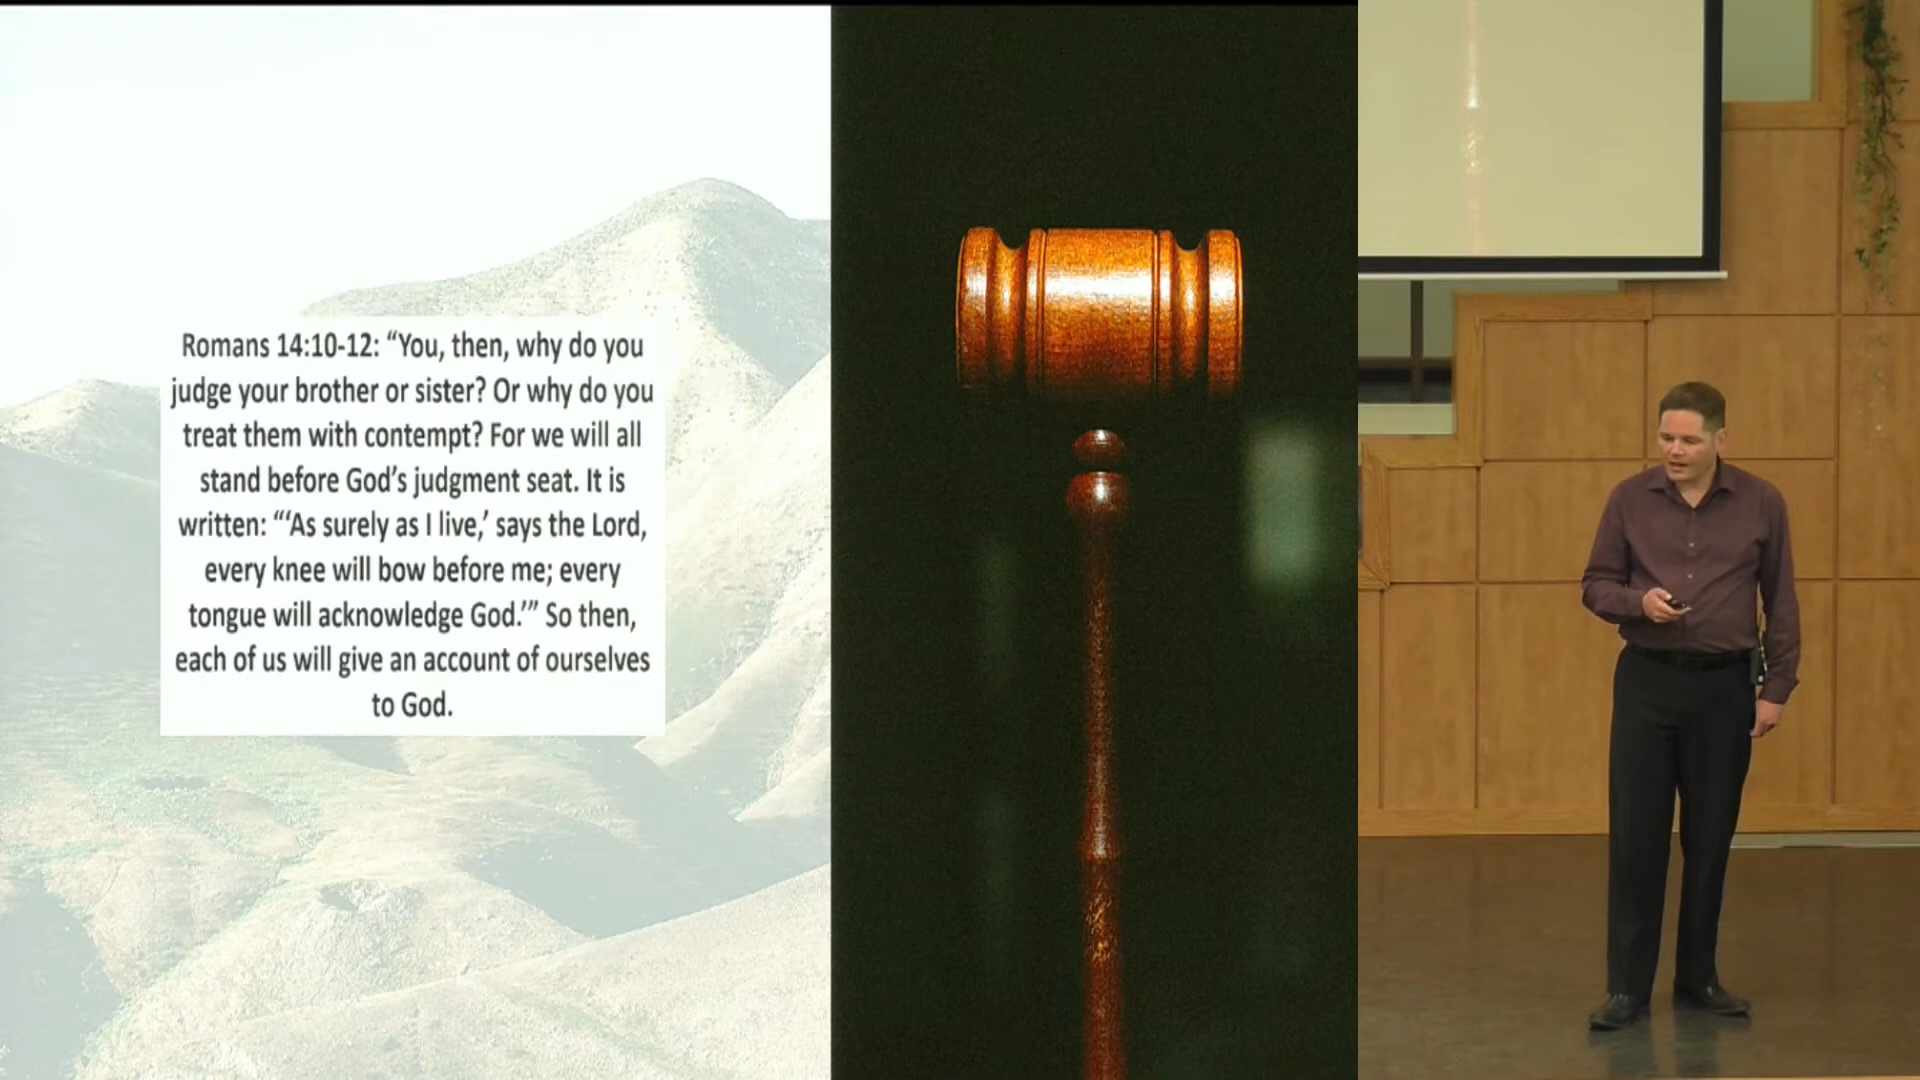 Romans 14:10-12: “You, then, why do you
judge your brother or sister? Or why do you
treat them with contempt? For we will all
stand before God’s judgment seat. It is
written: “‘As surely as I live,’ says the Lord,
every knee will bow before me; every
tongue will acknowledge God.’” So then,
each of us will give an account of ourselves
to God.